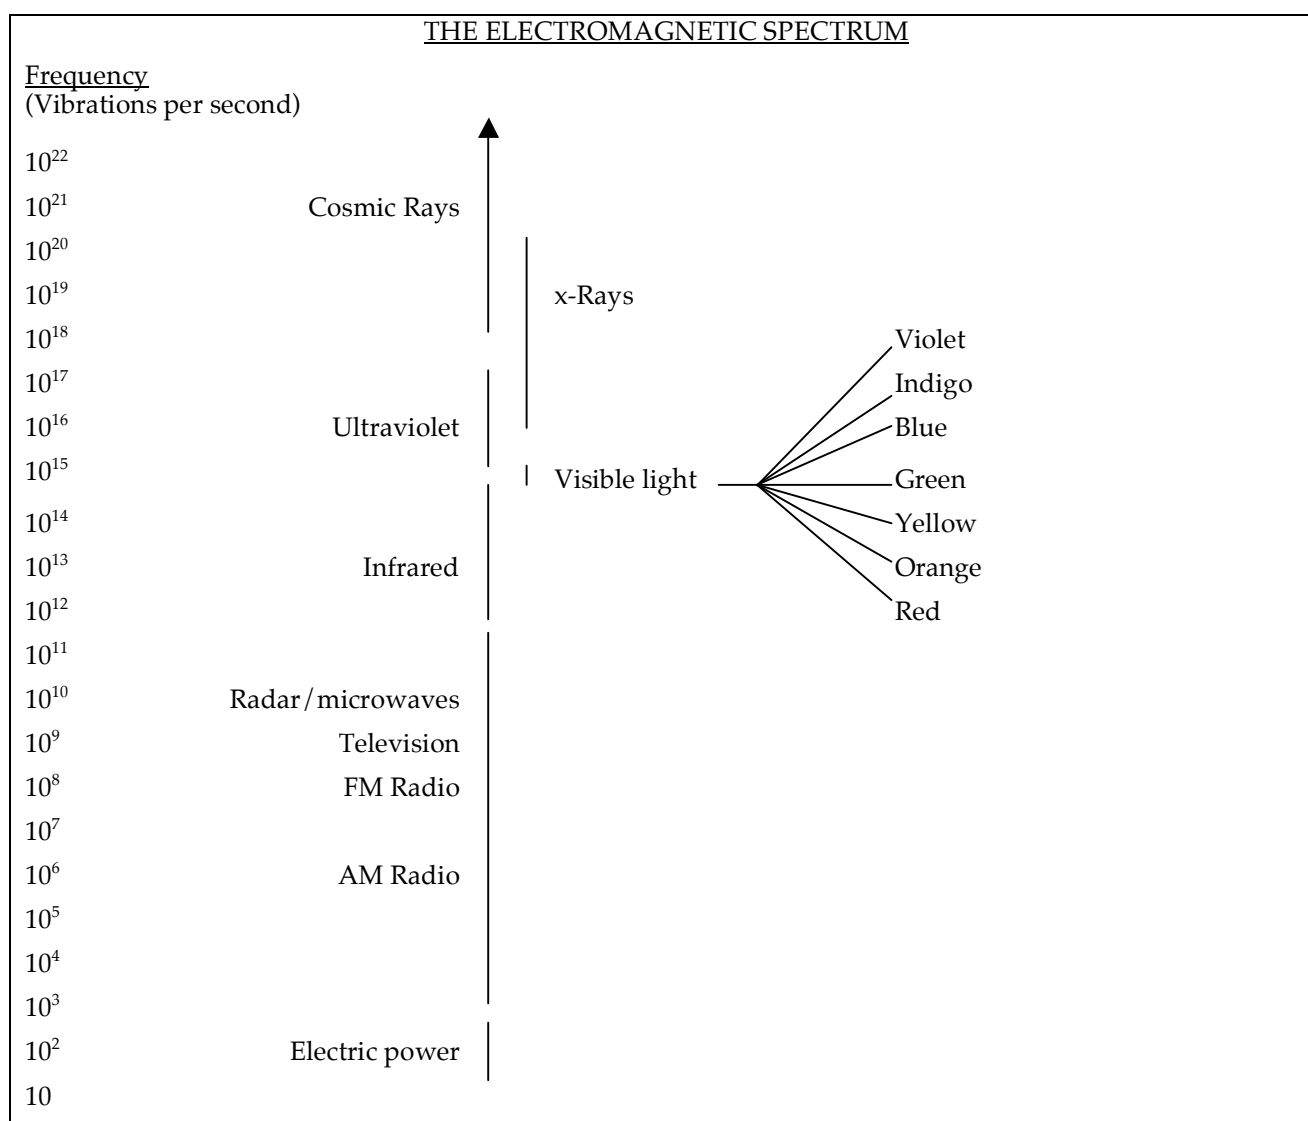 THE ELECTROMAGNETIC SPECTRUM
Frequency
(Vibrations per second)
10²²
10²¹ Cosmic Rays
10²⁰
10¹⁹ x-Rays
10¹⁸ Violet
10¹⁷ Indigo
10¹⁶ Ultraviolet Blue
10¹⁵ Visible light Green
10¹⁴ Yellow
10¹³ Infrared Orange
10¹² Red
10¹¹
10¹⁰ Radar/microwaves
10⁹ Television
10⁸ FM Radio
10⁷
10⁶ AM Radio
10⁵
10⁴
10³
10² Electric power
10